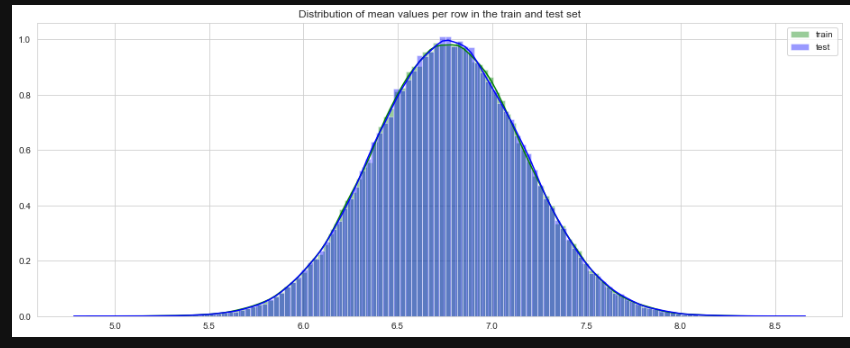 Distribution of mean values per row in the train and test set
train
test
1.0
0.8
0.6
0.4
0.2
0.0
5.0 5.5 6.0 6.5 7.0 7.5 8.0 8.5